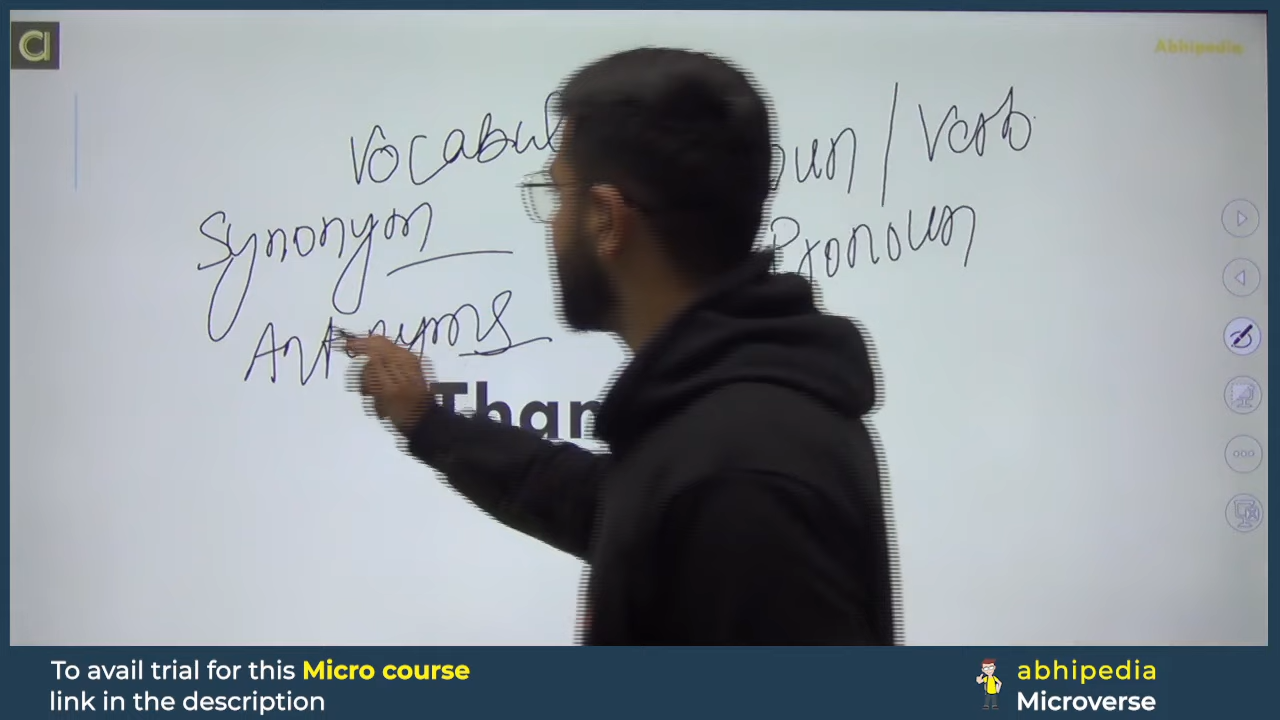 Abhipedia
Vocabul oun / Verb
Synonym Pronoun
Antonyms
Than
To avail trial for this Micro course
link in the description
abhipedia
Microverse